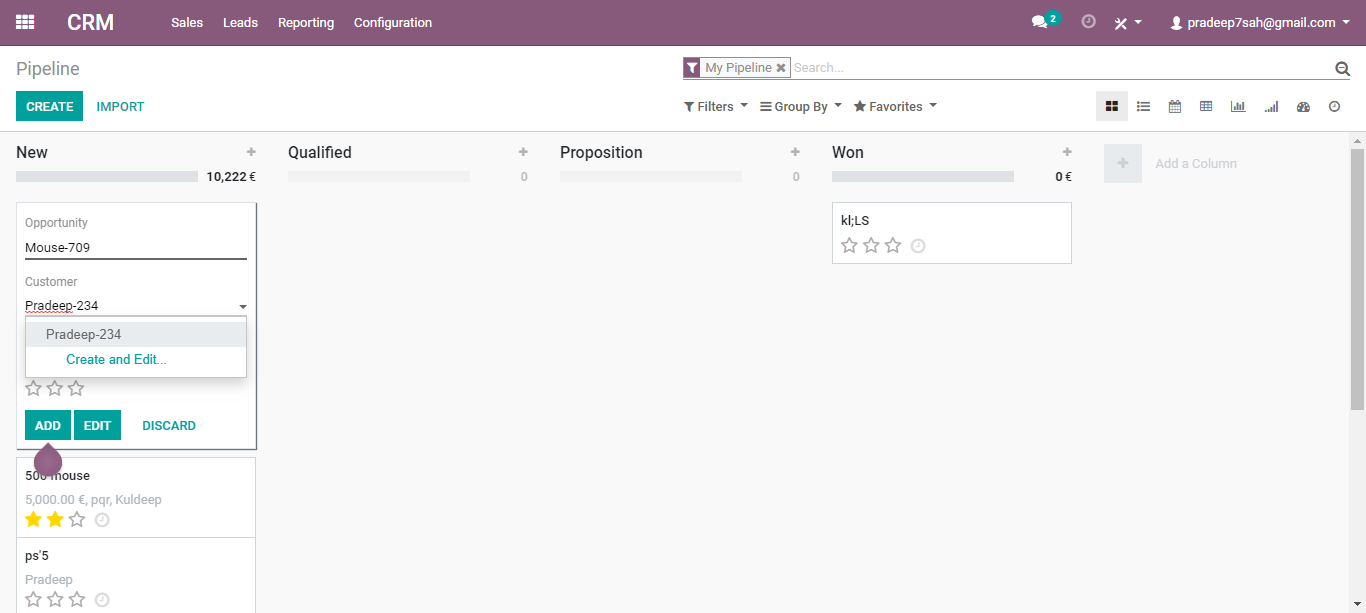 CRM Sales Leads Reporting Configuration 2 pradeep7sah@gmail.com
Pipeline My Pipeline Search...
CREATE IMPORT Filters Group By Favorites
New Qualified Proposition Won Add a Column
10,222 € 0 0 0 €
Opportunity
Mouse-709
Customer
Pradeep-234
Pradeep-234
Create and Edit...
ADD EDIT DISCARD
500 mouse
5,000.00 €, pqr, Kuldeep
ps'5
Pradeep
kl;LS